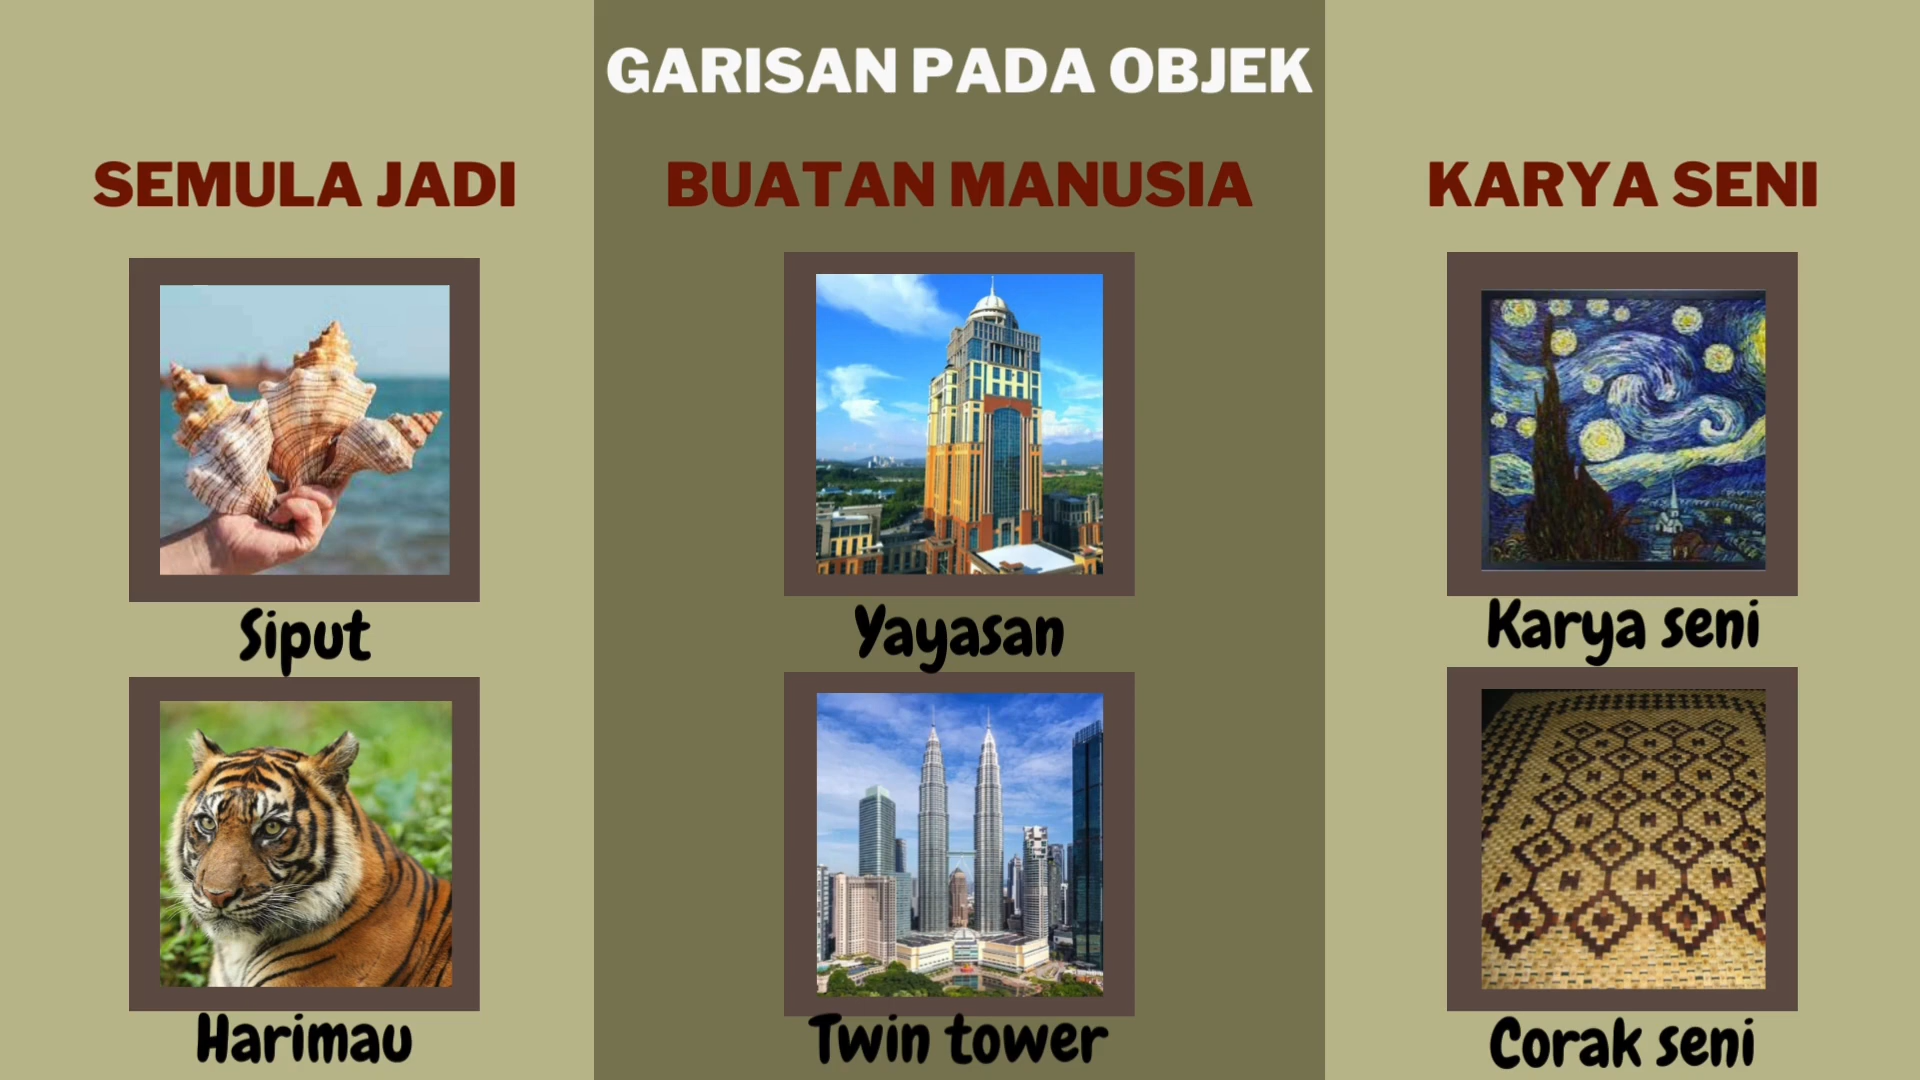 GARISAN PADA OBJEK
SEMULA JADI
BUATAN MANUSIA
KARYA SENI
Siput
Yayasan
Karya seni
Harimau
Twin tower
Corak seni